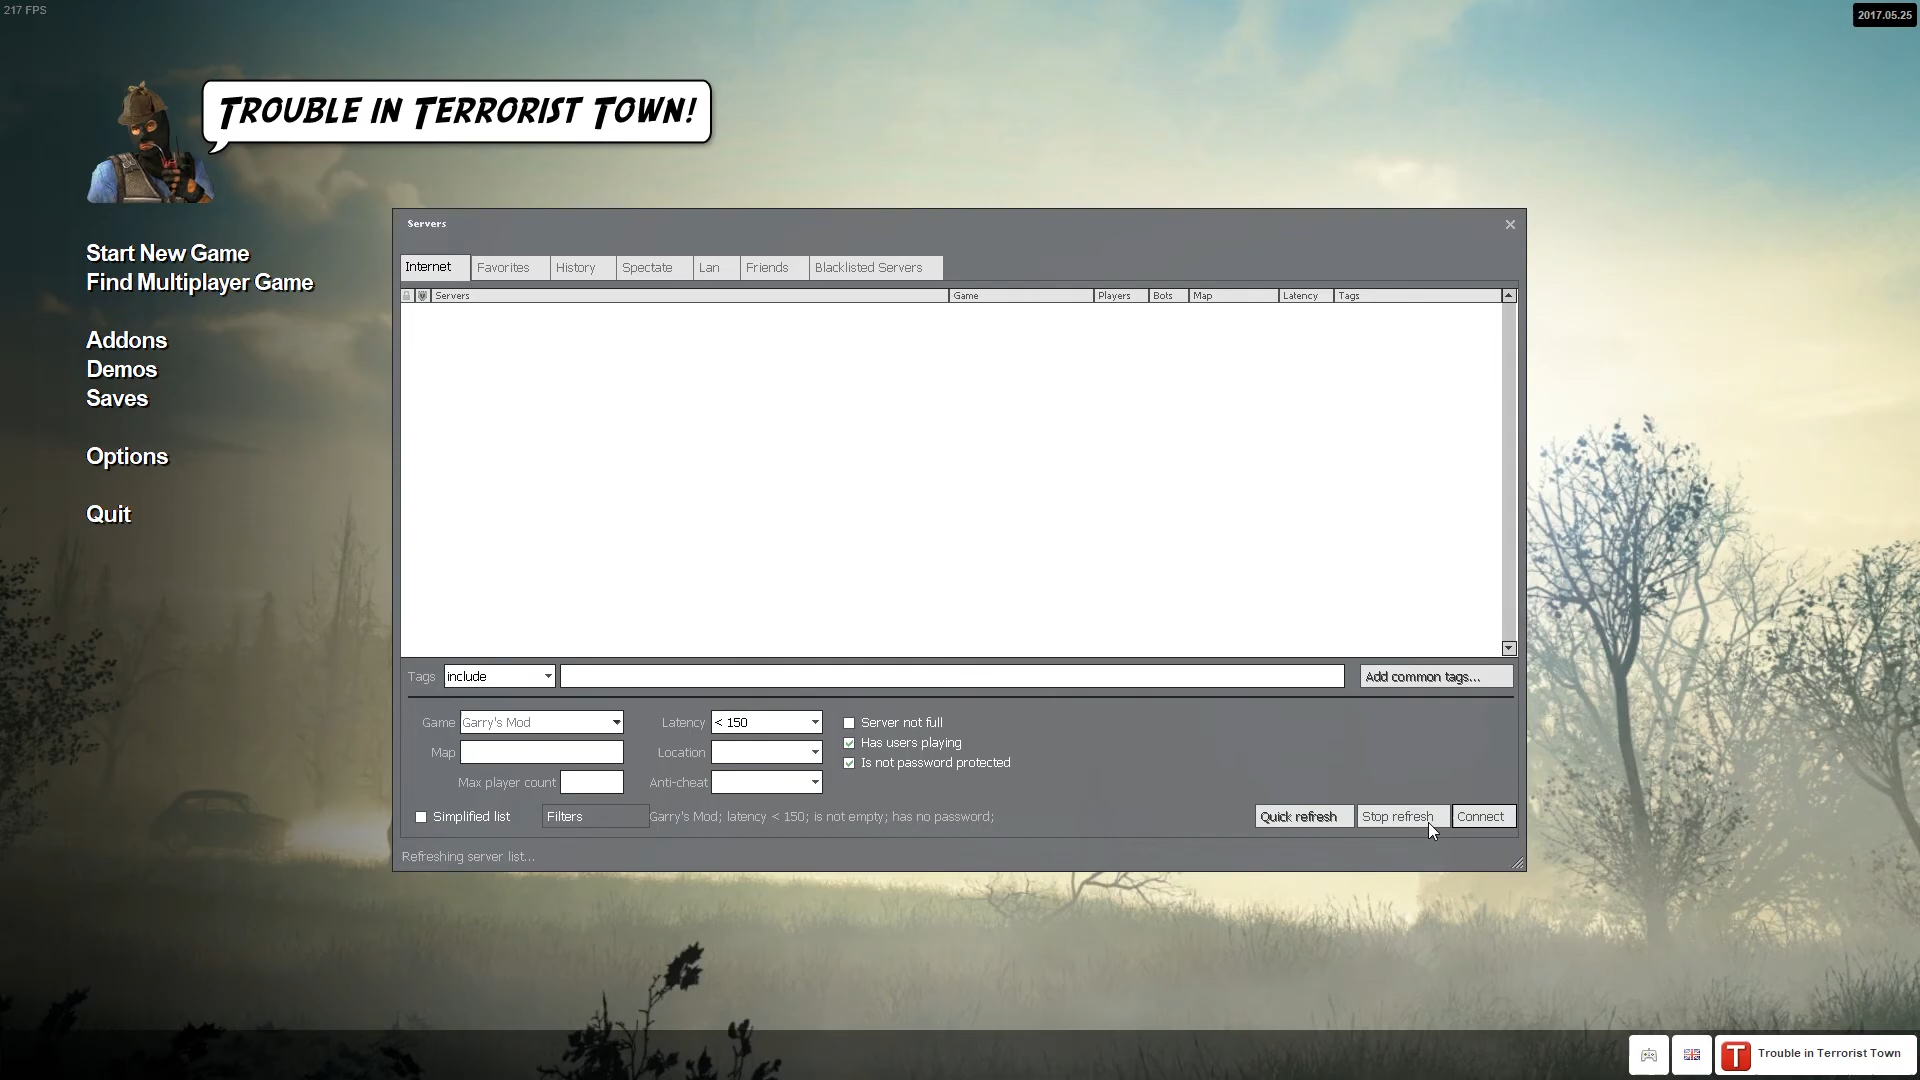 217 FPS
2017.05.25
TROUBLE IN TERRORIST TOWN!
Start New Game
Find Multiplayer Game
Addons
Demos
Saves
Options
Quit
Servers
Internet Favorites History Spectate Lan Friends Blacklisted Servers
Servers Game Players Bots Map Latency Tags
Tags include Add common tags...
Game Garry's Mod Latency < 150 Server not full
Has users playing
Map Location Is not password protected
Max player count Anti-cheat
Simplified list Filters Garry's Mod; latency < 150; is not empty; has no password; Quick refresh Stop refresh Connect
Refreshing server list...
T Trouble in Terrorist Town